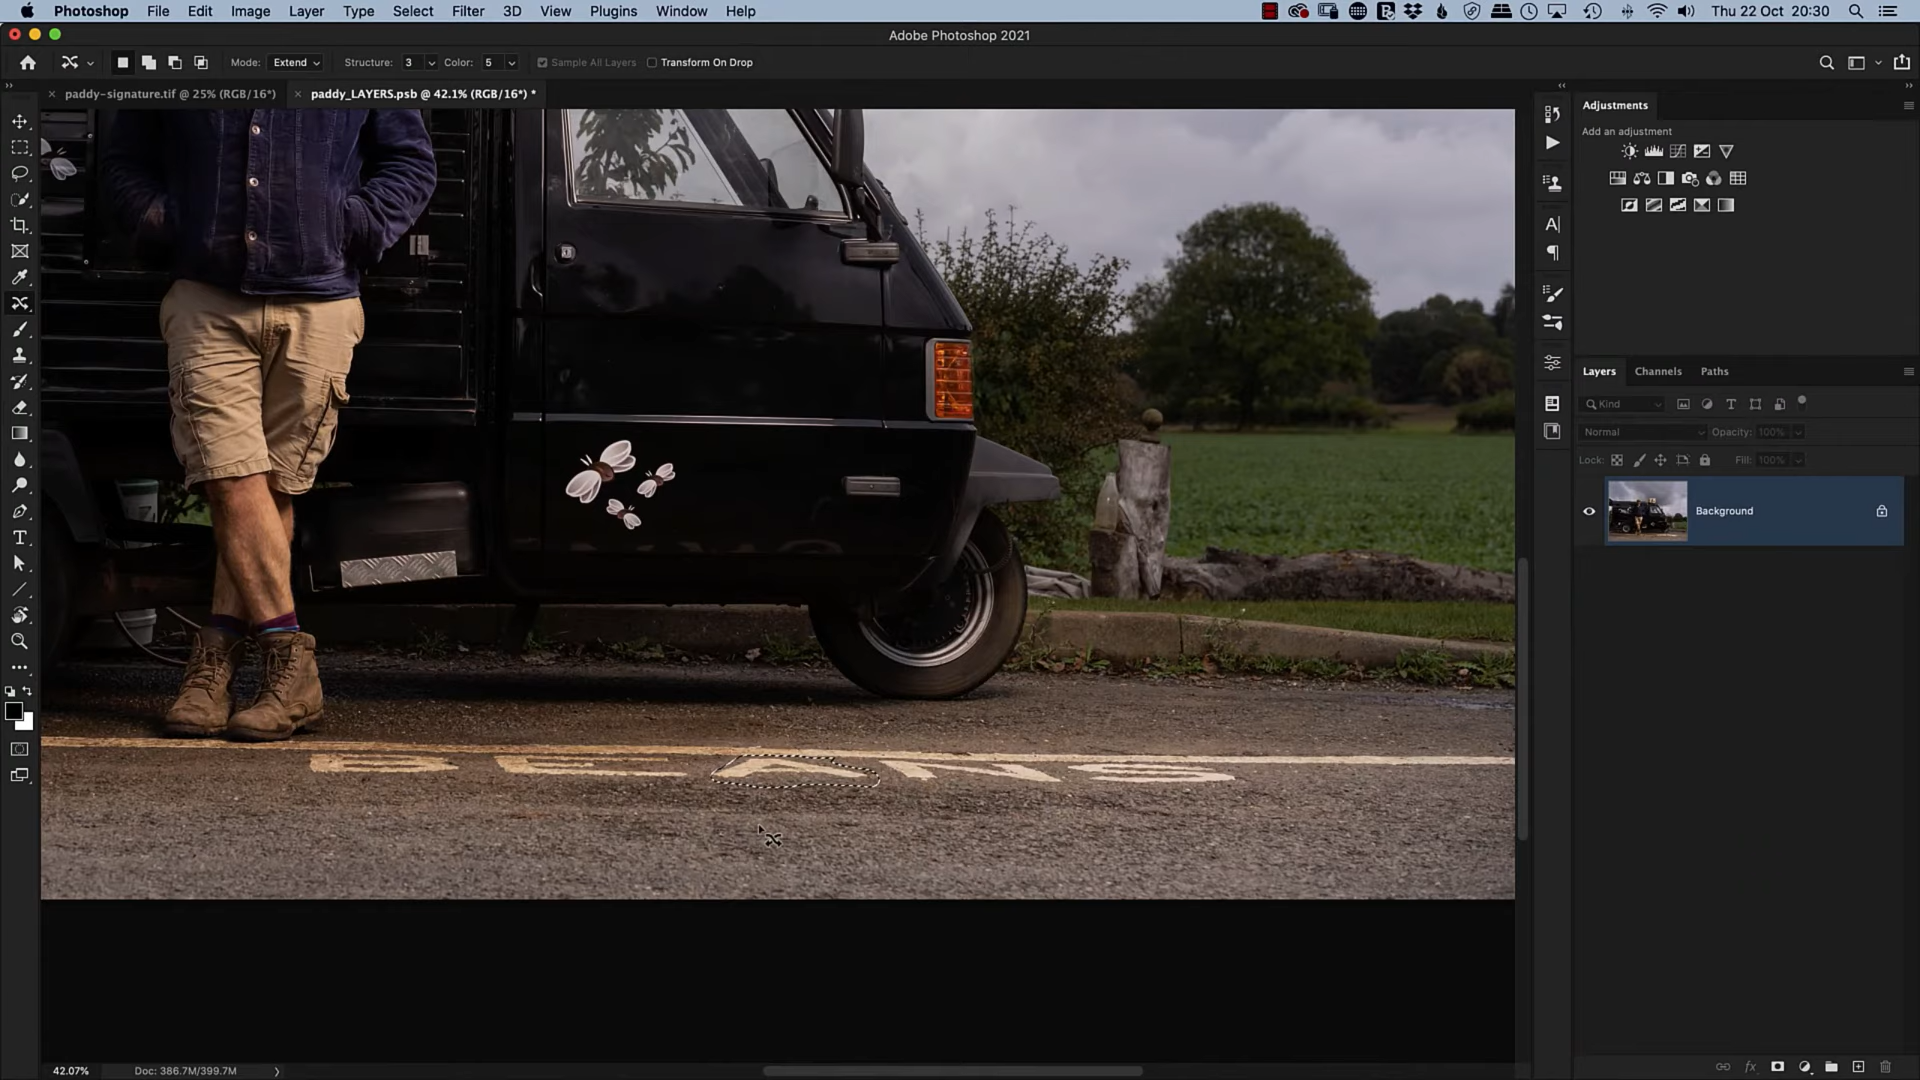 Photoshop File Edit Image Layer Type Select Filter 3D View Plugins Window Help Thu 22 Oct 20:30
Adobe Photoshop 2021
Mode: Extend Structure: 3 Color: 5 Sample All Layers Transform On Drop
paddy-signature.tif @ 25% (RGB/16*) paddy_LAYERS.psb @ 42.1% (RGB/16*) *
Adjustments
Add an adjustment
Layers Channels Paths
Kind
Normal Opacity: 100%
Lock: Fill: 100%
Background
BEANS
42.07% Doc: 386.7M/399.7M